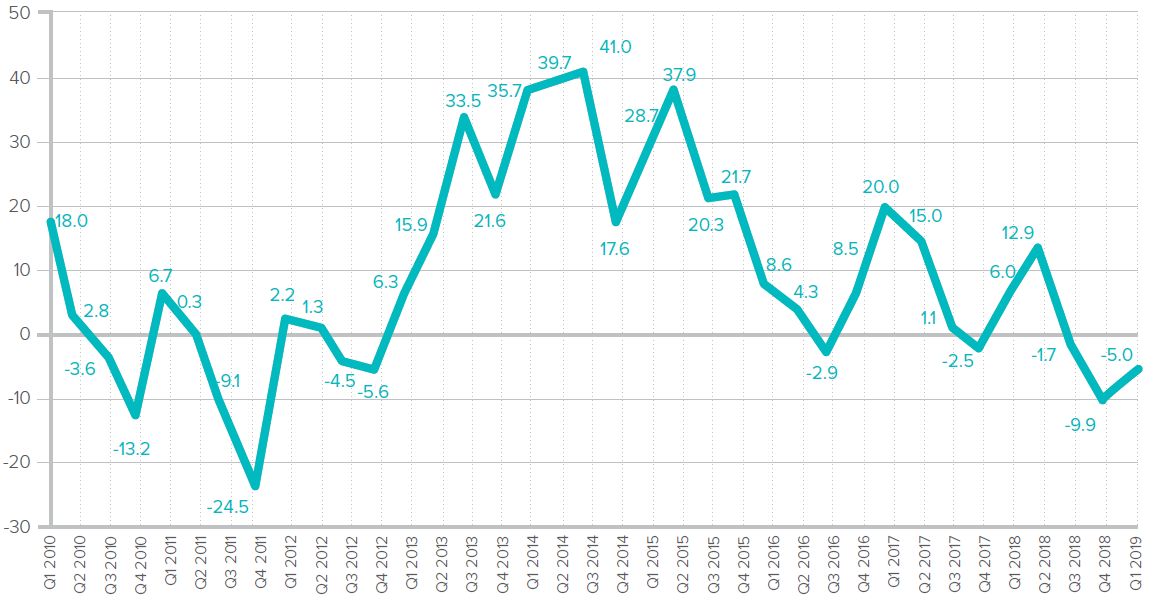 50
40
30
20
10
0
-10
-20
-30
18.0
2.8
-3.6
-13.2
6.7
0.3
-9.1
-24.5
2.2
1.3
-4.5
-5.6
6.3
15.9
33.5
21.6
35.7
39.7
41.0
17.6
28.7
37.9
20.3
21.7
8.6
4.3
-2.9
8.5
20.0
15.0
1.1
-2.5
6.0
12.9
-1.7
-9.9
-5.0
Q1 2010
Q2 2010
Q3 2010
Q4 2010
Q1 2011
Q2 2011
Q3 2011
Q4 2011
Q1 2012
Q2 2012
Q3 2012
Q4 2012
Q1 2013
Q2 2013
Q3 2013
Q4 2013
Q1 2014
Q2 2014
Q3 2014
Q4 2014
Q1 2015
Q2 2015
Q3 2015
Q4 2015
Q1 2016
Q2 2016
Q3 2016
Q4 2016
Q1 2017
Q2 2017
Q3 2017
Q4 2017
Q1 2018
Q2 2018
Q3 2018
Q4 2018
Q1 2019